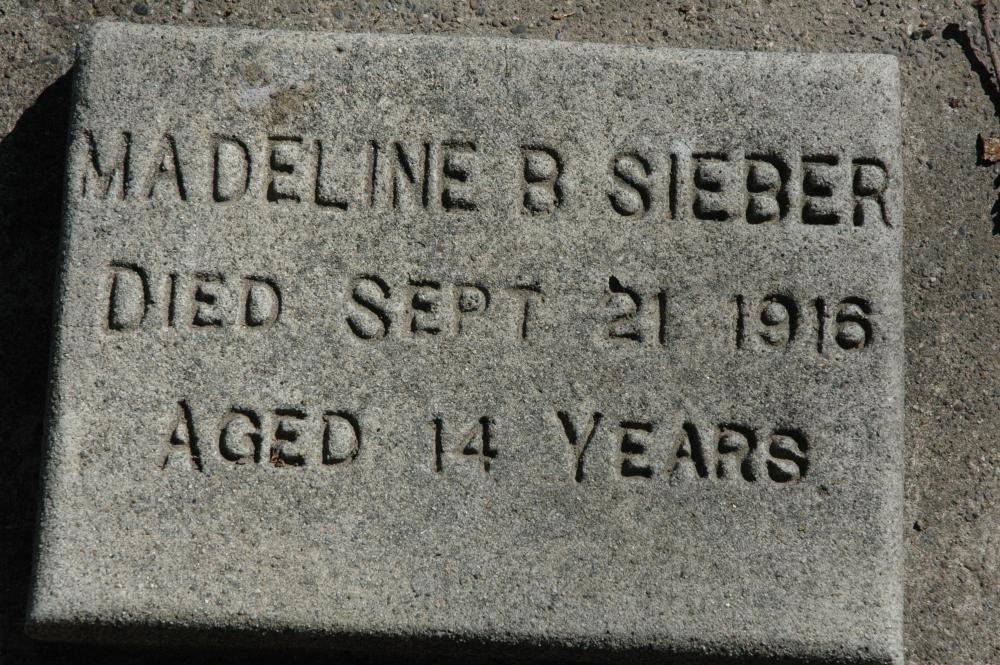 MADELINE B SIEBER
DIED SEPT 21 1916
AGED 14 YEARS